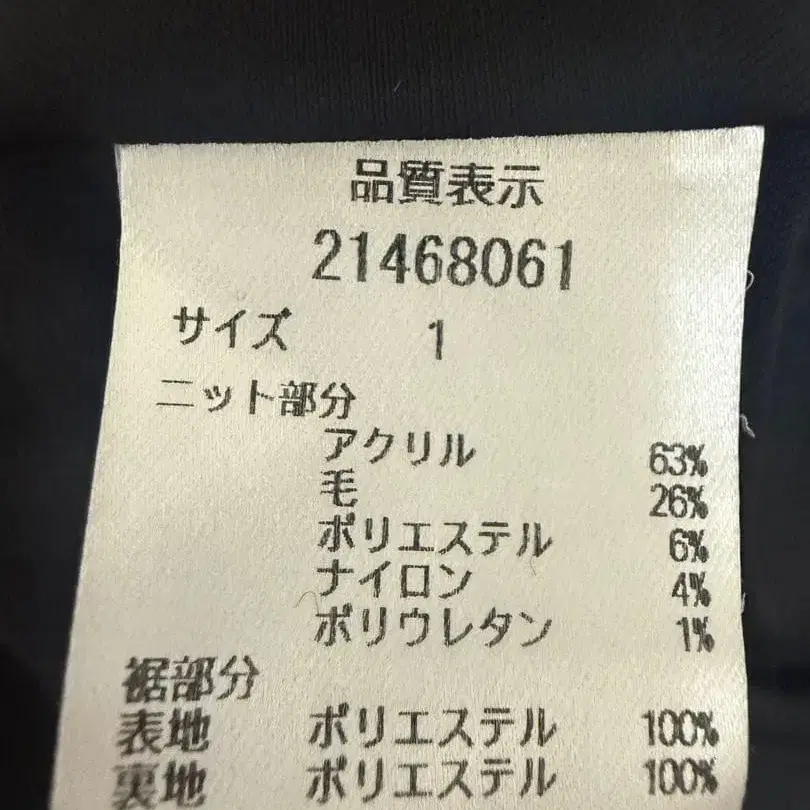 品質表示
21468061
サイズ 1
ニット部分
アクリル 63%
毛 26%
ポリエステル 6%
ナイロン 4%
ポリウレタン 1%
裾部分
表地 ポリエステル 100%
裏地 ポリエステル 100%